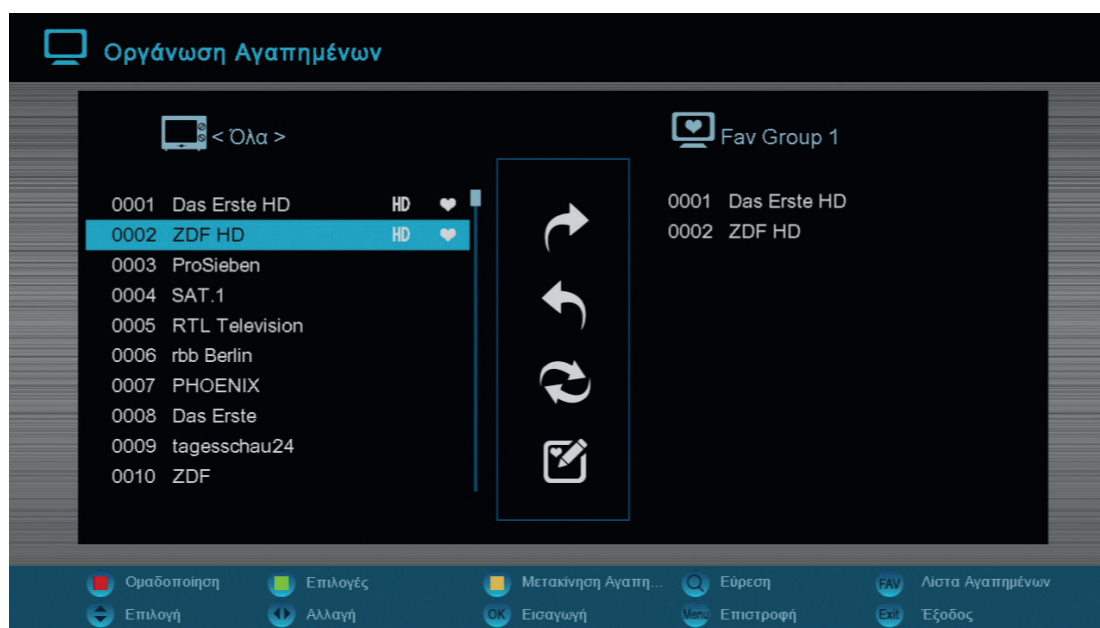 Οργάνωση Αγαπημένων
< Όλα >
Fav Group 1
0001 Das Erste HD HD
0002 ZDF HD HD
0003 ProSieben
0004 SAT.1
0005 RTL Television
0006 rbb Berlin
0007 PHOENIX
0008 Das Erste
0009 tagesschau24
0010 ZDF
0001 Das Erste HD
0002 ZDF HD
Ομαδοποίηση Επιλογές Μετακίνηση Αγαπη... Εύρεση FAV Λίστα Αγαπημένων
Επιλογή Αλλαγή OK Εισαγωγή Menu Επιστροφή Exit Έξοδος